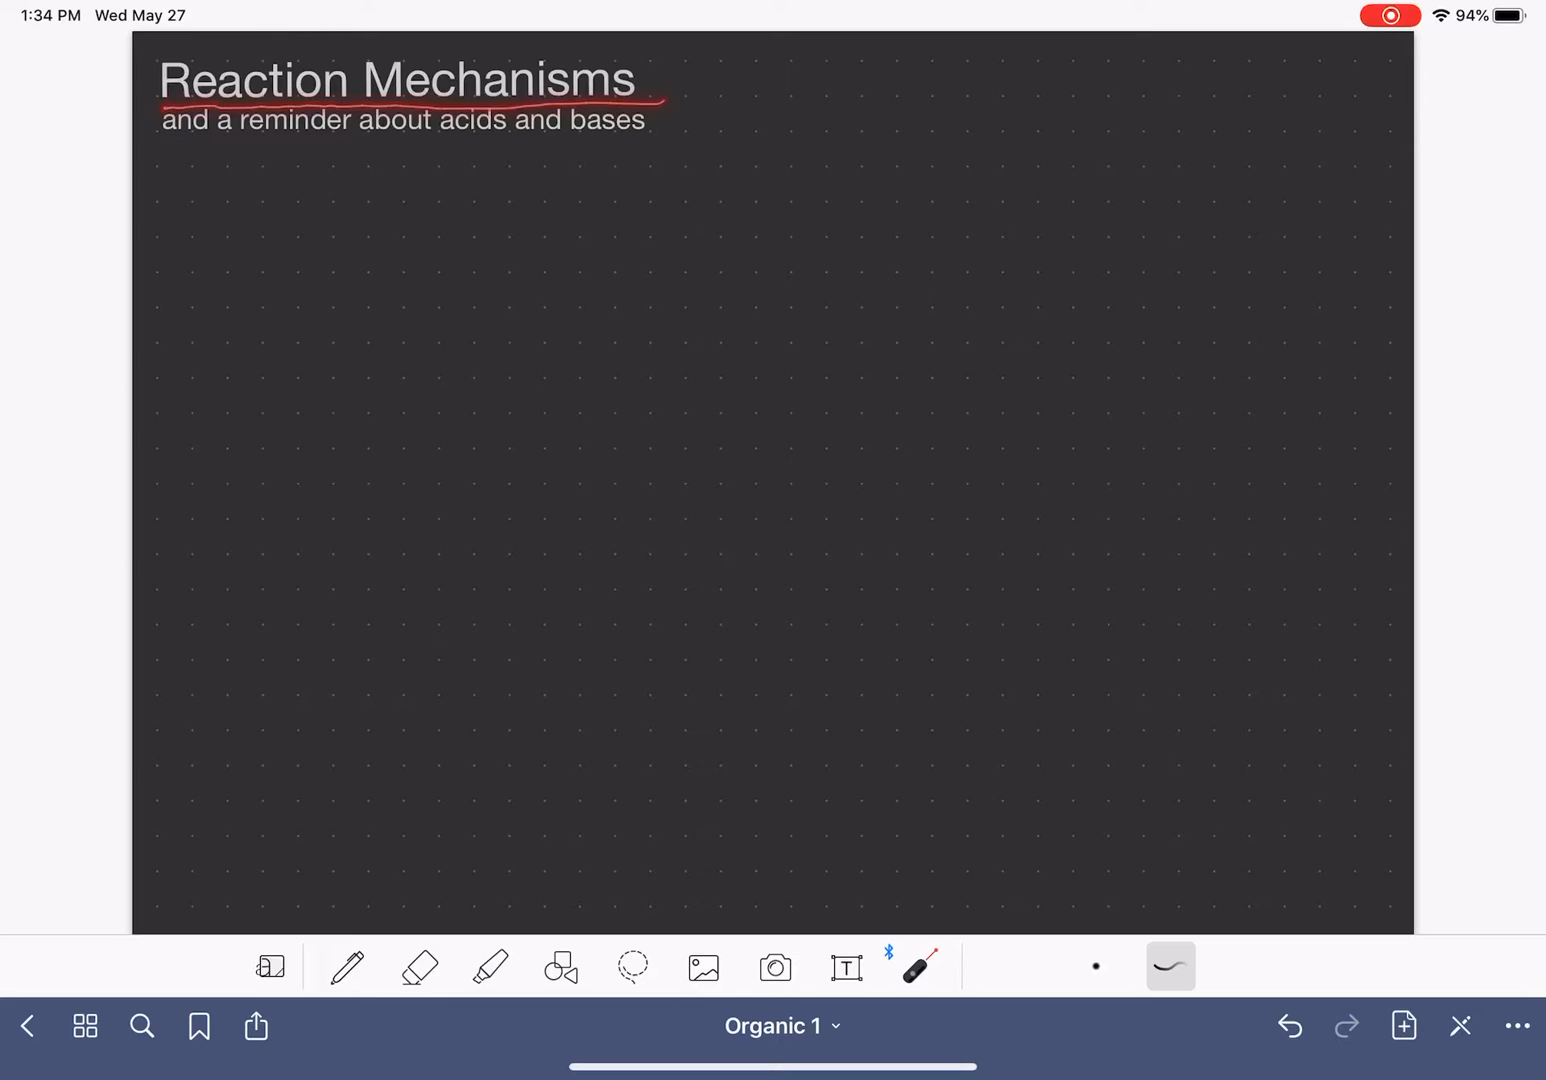 1:34 PM Wed May 27
94%
Reaction Mechanisms
and a reminder about acids and bases
T
Organic 1